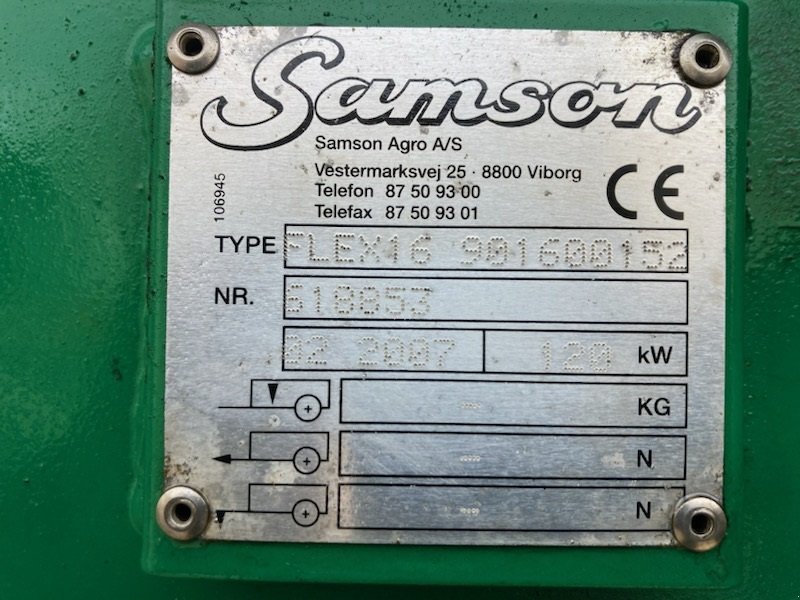 Samson
Samson Agro A/S
Vestermarksvej 25 · 8800 Viborg
Telefon 87 50 93 00
Telefax 87 50 93 01
CE
106945
TYPE FLEX16 901600152
NR. 618853
02 2007 120 kW
--- KG
--- N
--- N